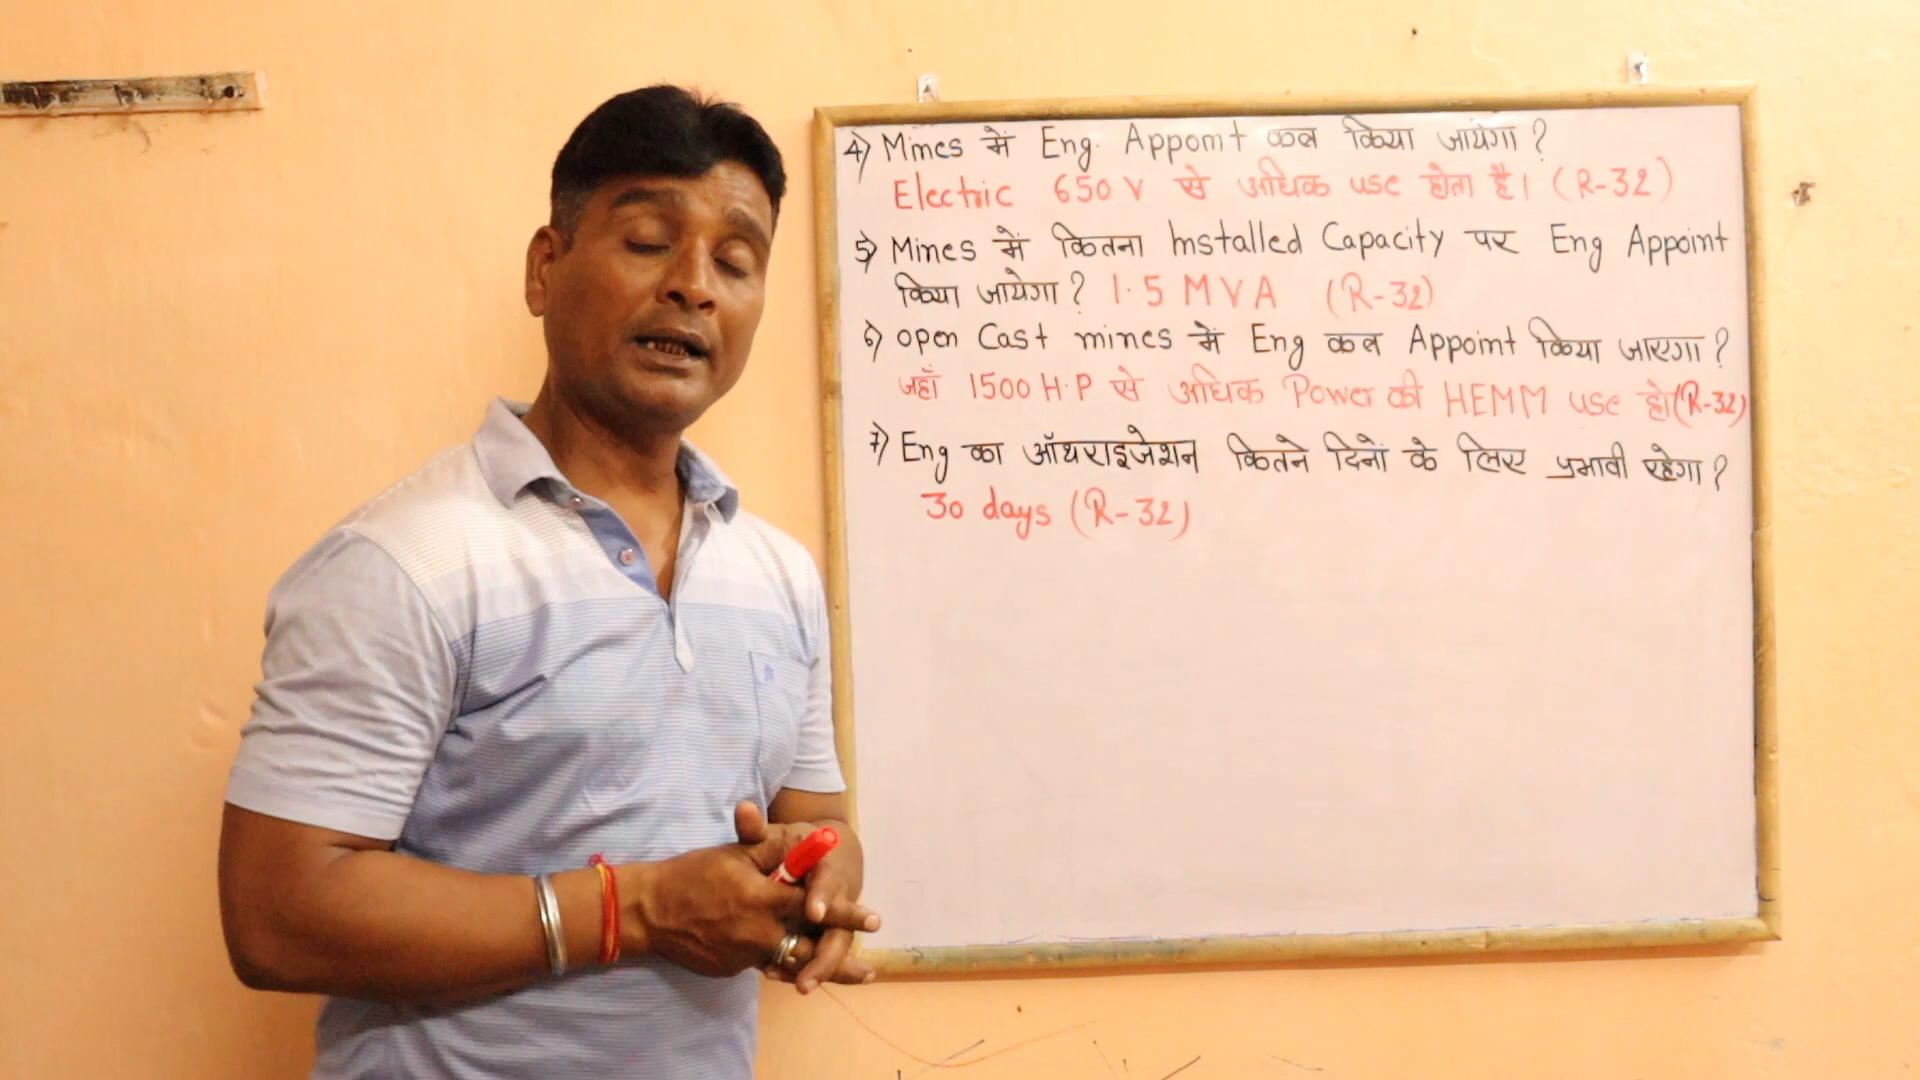 4) Mines में Eng. Appomt कब किया जायेगा ?
Electric 650 V से अधिक use होता है। (R-32)
5) Mines में कितना Installed Capacity पर Eng Appoint
किया जायेगा ? 1.5 MVA (R-32)
6) open Cast mines में Eng कब Appoint किया जाएगा ?
जहाँ 1500 H.P से अधिक Power की HEMM use हो (R-32)
7) Eng का ऑथराइजेशन कितने दिनों के लिए प्रभावी रहेगा ?
30 days (R-32)